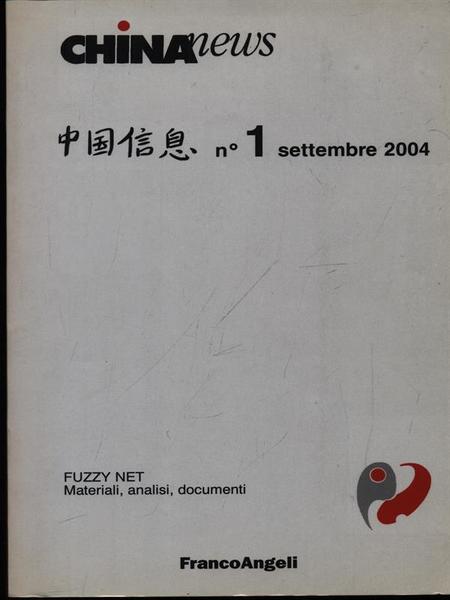 CHiNAnews
中国信息 n° 1 settembre 2004
FUZZY NET
Materiali, analisi, documenti
FrancoAngeli